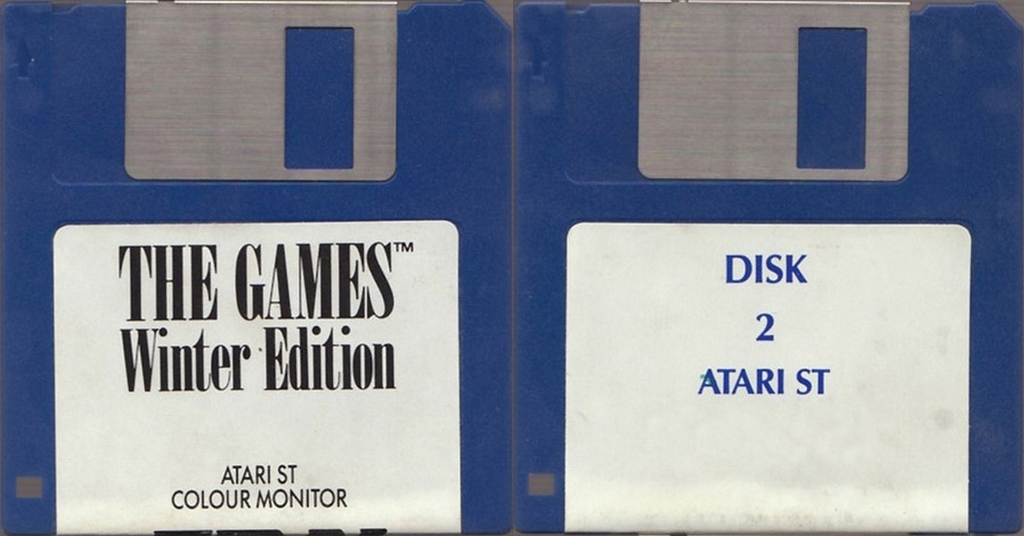 THE GAMES™
Winter Edition
ATARI ST
COLOUR MONITOR
DISK
2
ATARI ST